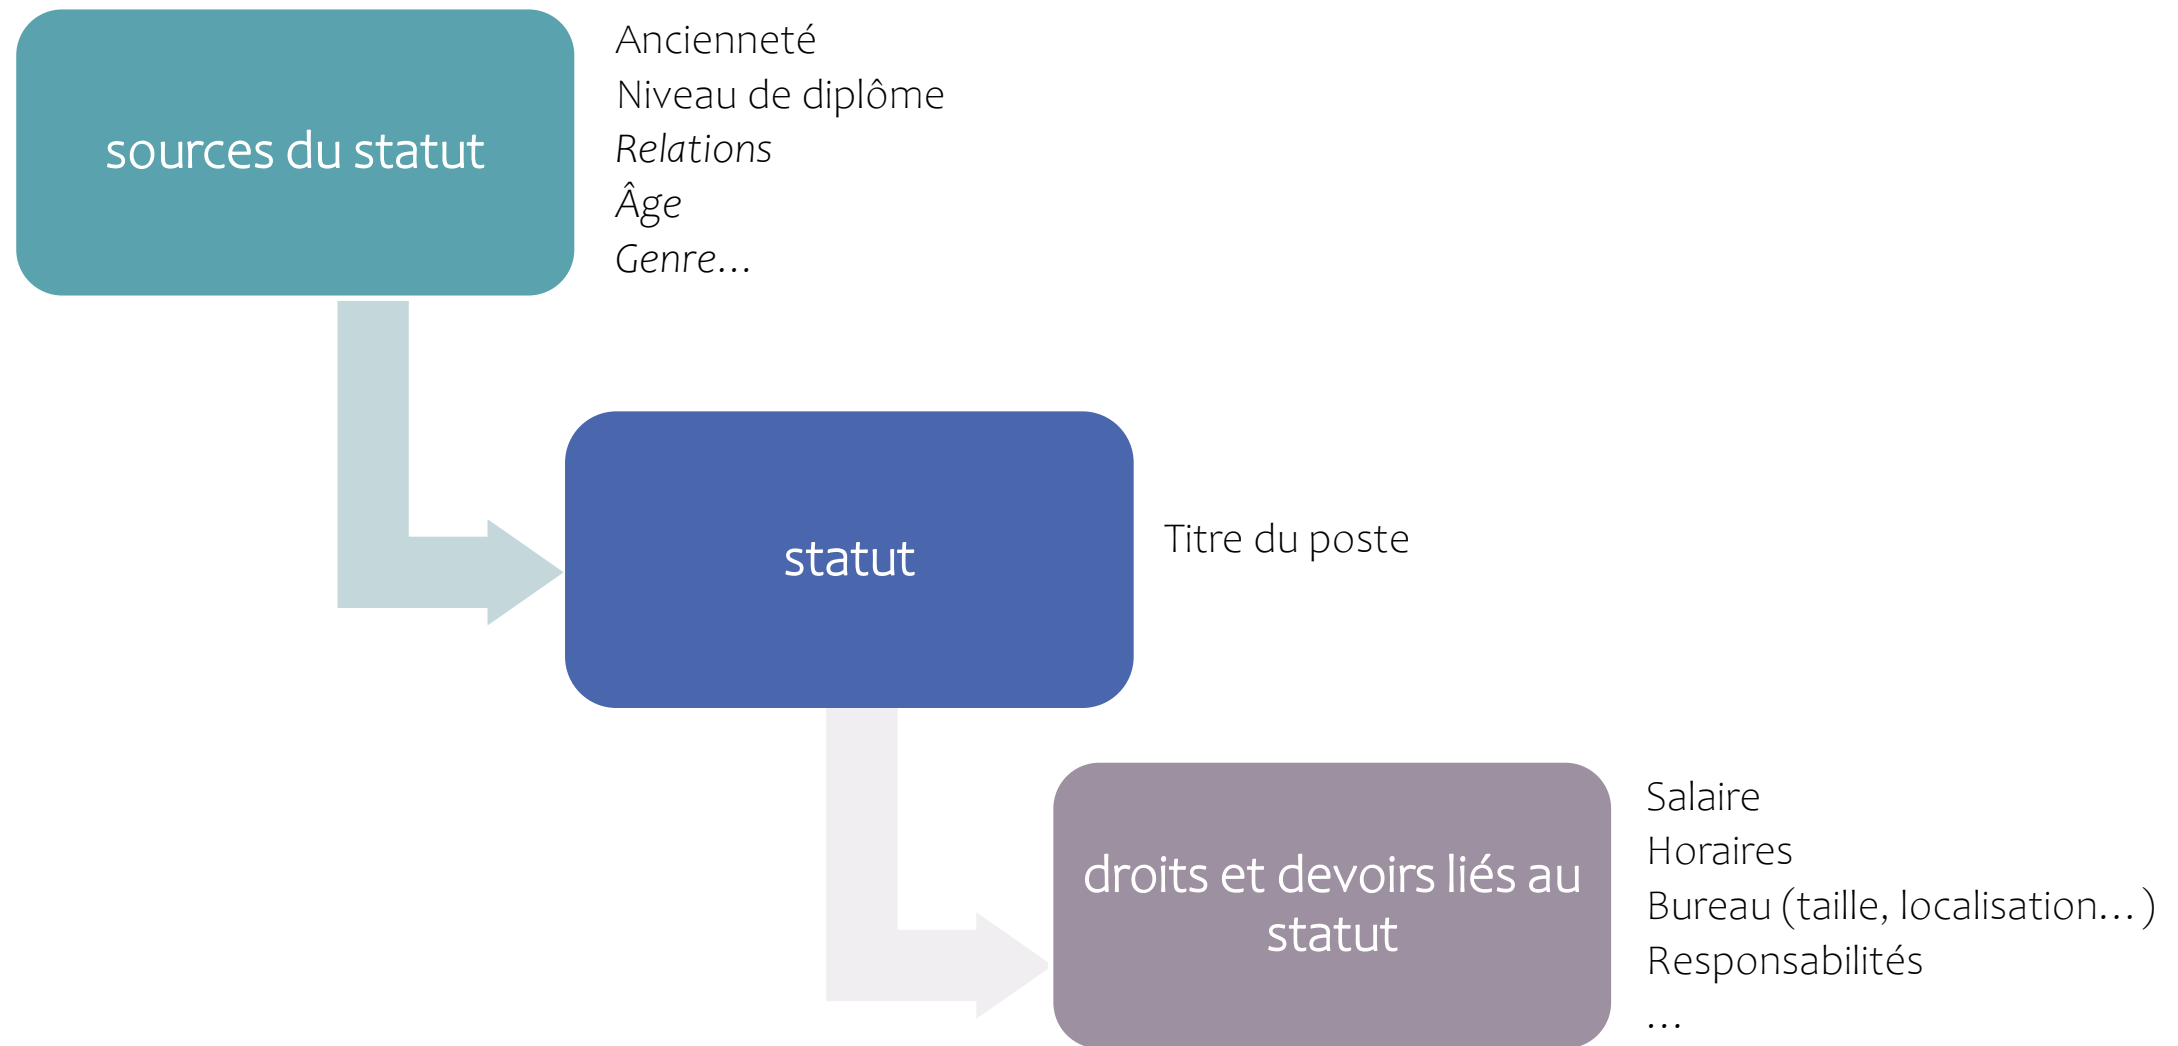 sources du statut
Ancienneté
Niveau de diplôme
Relations
Âge
Genre...
statut
Titre du poste
droits et devoirs liés au
statut
Salaire
Horaires
Bureau (taille, localisation...)
Responsabilités
...